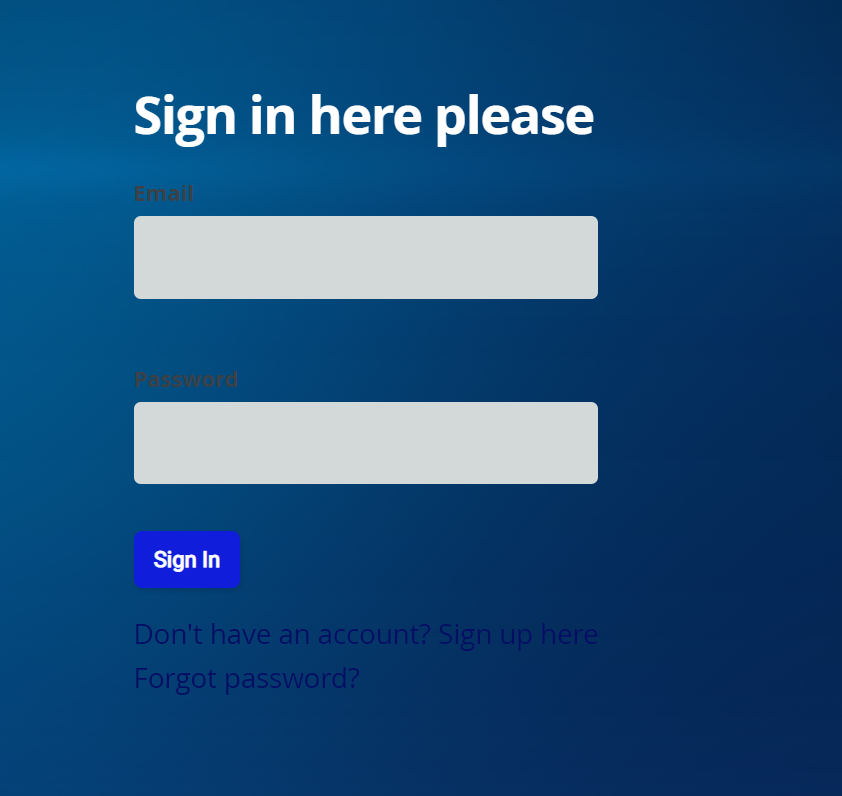 Sign in here please
Email
Password
Sign In
Don't have an account? Sign up here
Forgot password?